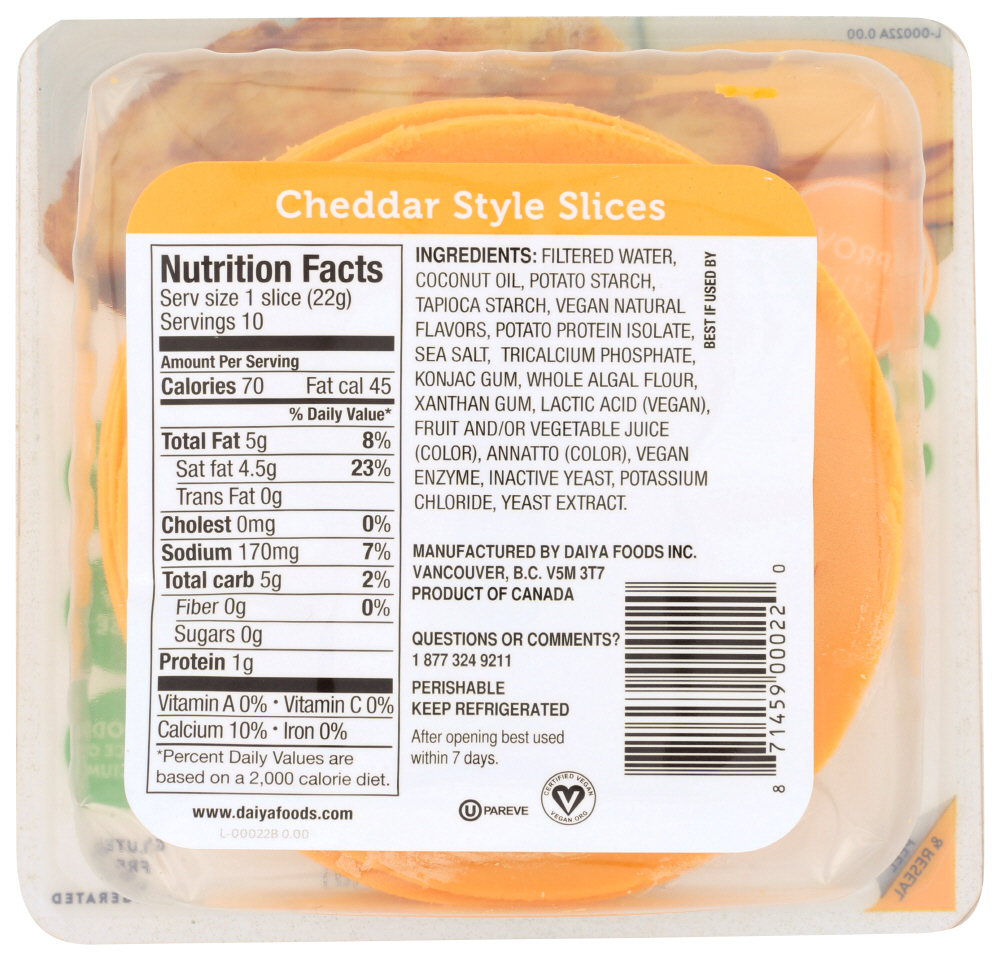 L-00022A 0.00
Cheddar Style Slices
Nutrition Facts
Serv size 1 slice (22g)
Servings 10
Amount Per Serving
Calories 70 Fat cal 45
% Daily Value*
Total Fat 5g 8%
Sat fat 4.5g 23%
Trans Fat 0g
Cholest 0mg 0%
Sodium 170mg 7%
Total carb 5g 2%
Fiber 0g 0%
Sugars 0g
Protein 1g
Vitamin A 0% • Vitamin C 0%
Calcium 10% • Iron 0%
*Percent Daily Values are
based on a 2,000 calorie diet.
www.daiyafoods.com
L-00022B 0.00
INGREDIENTS: FILTERED WATER,
COCONUT OIL, POTATO STARCH,
TAPIOCA STARCH, VEGAN NATURAL
FLAVORS, POTATO PROTEIN ISOLATE,
SEA SALT, TRICALCIUM PHOSPHATE,
KONJAC GUM, WHOLE ALGAL FLOUR,
XANTHAN GUM, LACTIC ACID (VEGAN),
FRUIT AND/OR VEGETABLE JUICE
(COLOR), ANNATTO (COLOR), VEGAN
ENZYME, INACTIVE YEAST, POTASSIUM
CHLORIDE, YEAST EXTRACT.
BEST IF USED BY
MANUFACTURED BY DAIYA FOODS INC.
VANCOUVER, B.C. V5M 3T7
PRODUCT OF CANADA
QUESTIONS OR COMMENTS?
1 877 324 9211
PERISHABLE
KEEP REFRIGERATED
After opening best used
within 7 days.
U PAREVE
CERTIFIED VEGAN
V
VEGAN.ORG
8 71459 00022 0
PEEL
& RESEAL